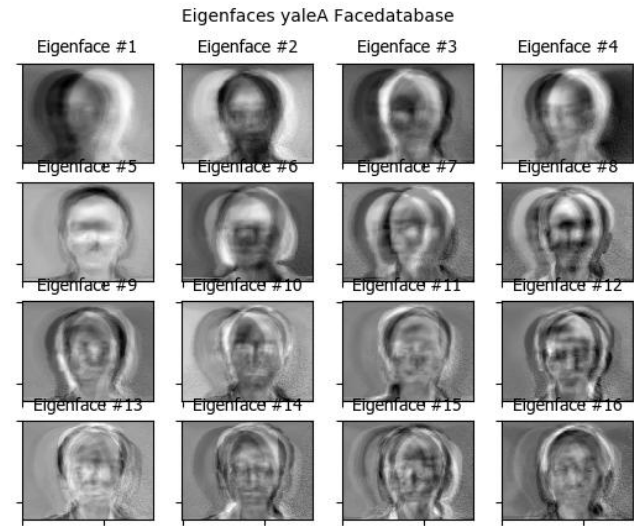 Eigenfaces yaleA Facedatabase
Eigenface #1 Eigenface #2 Eigenface #3 Eigenface #4
Eigenface #5 Eigenface #6 Eigenface #7 Eigenface #8
Eigenface #9 Eigenface #10 Eigenface #11 Eigenface #12
Eigenface #13 Eigenface #14 Eigenface #15 Eigenface #16